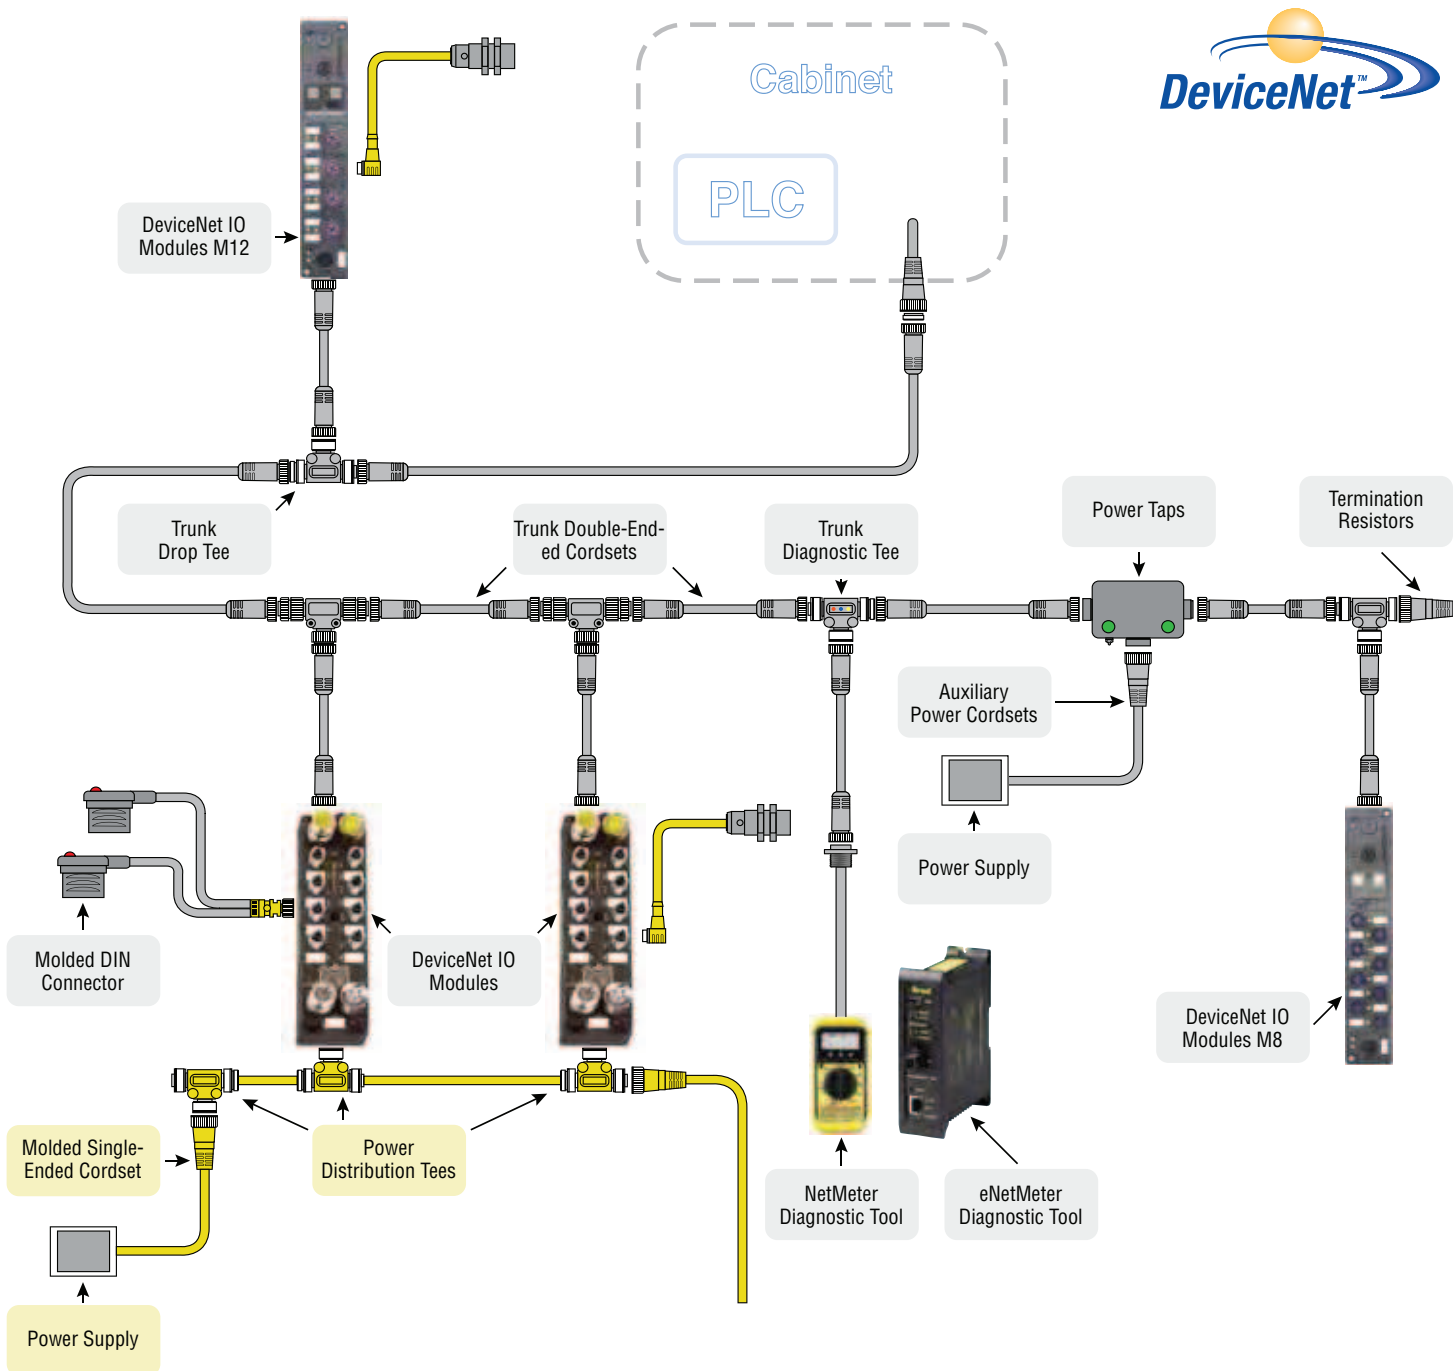 Cabinet
PLC
DeviceNet™
DeviceNet IO
Modules M12
Trunk
Drop Tee
Trunk Double-End-
ed Cordsets
Trunk
Diagnostic Tee
Power Taps
Termination
Resistors
Auxiliary
Power Cordsets
Power Supply
Molded DIN
Connector
DeviceNet IO
Modules
DeviceNet IO
Modules M8
Molded Single-
Ended Cordset
Power
Distribution Tees
NetMeter
Diagnostic Tool
eNetMeter
Diagnostic Tool
Power Supply